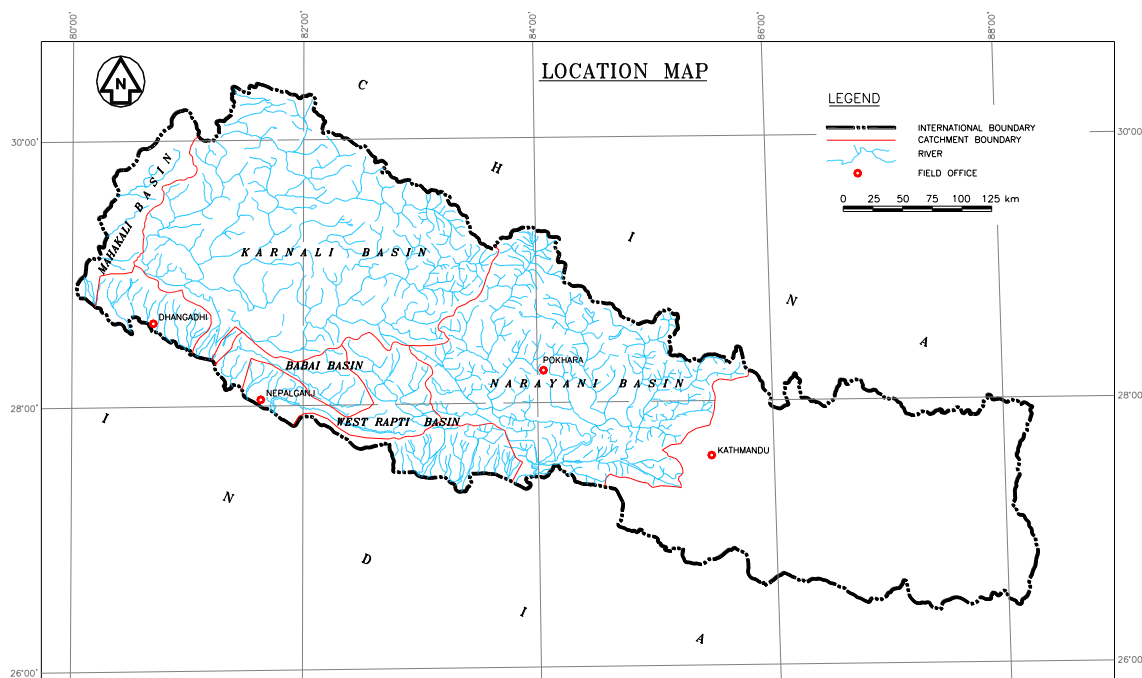 80°00'
82°00'
84°00'
86°00'
88°00'
LOCATION MAP
N
LEGEND
INTERNATIONAL BOUNDARY
CATCHMENT BOUNDARY
RIVER
FIELD OFFICE
0 25 50 75 100 125 km
30°00'
30°00'
C
H
I
N
A
MAHAKALI BASIN
KARNALI BASIN
DHANGADHI
BABAI BASIN
POKHARA
NARAYANI BASIN
NEPALGANJ
28°00'
28°00'
WEST RAPTI BASIN
KATHMANDU
I
N
D
I
A
26°00'
26°00'